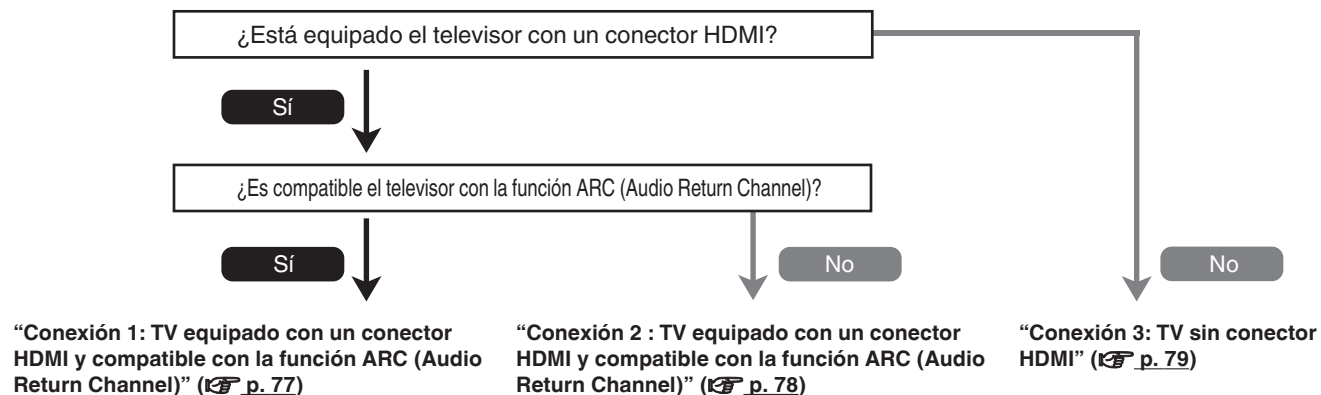 ¿Está equipado el televisor con un conector HDMI?
Sí
¿Es compatible el televisor con la función ARC (Audio Return Channel)?
Sí
No
No
“Conexión 1: TV equipado con un conector
HDMI y compatible con la función ARC (Audio
Return Channel)” (☞ p. 77)
“Conexión 2 : TV equipado con un conector
HDMI y compatible con la función ARC (Audio
Return Channel)” (☞ p. 78)
“Conexión 3: TV sin conector
HDMI” (☞ p. 79)